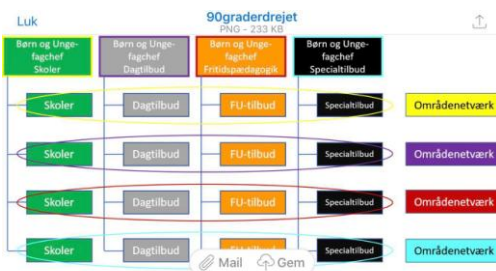 Luk
90graderdrejet
PNG - 233 KB
Børn og Unge-
fagchef
Skoler
Børn og Unge-
fagchef
Dagtilbud
Børn og Unge-
fagchef
Fritidspædagogik
Børn og Unge-
fagchef
Specialtilbud
Skoler Dagtilbud FU-tilbud Specialtilbud Områdenetværk
Skoler Dagtilbud FU-tilbud Specialtilbud Områdenetværk
Skoler Dagtilbud FU-tilbud Specialtilbud Områdenetværk
Skoler Dagtilbud Specialtilbud Områdenetværk
Mail Gem